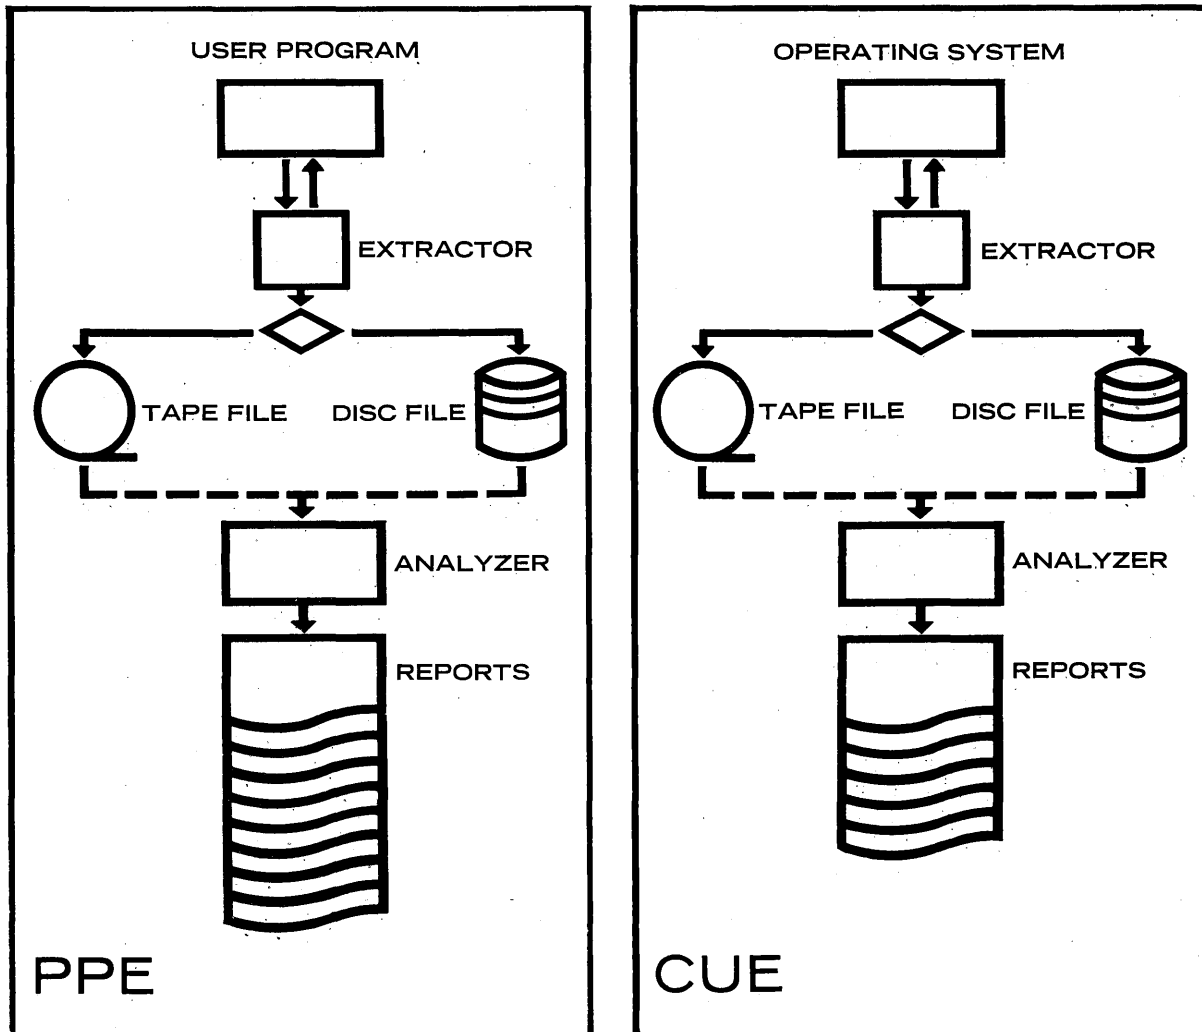 USER PROGRAM
EXTRACTOR
TAPE FILE
DISC FILE
ANALYZER
REPORTS
PPE
OPERATING SYSTEM
EXTRACTOR
TAPE FILE
DISC FILE
ANALYZER
REPORTS
CUE